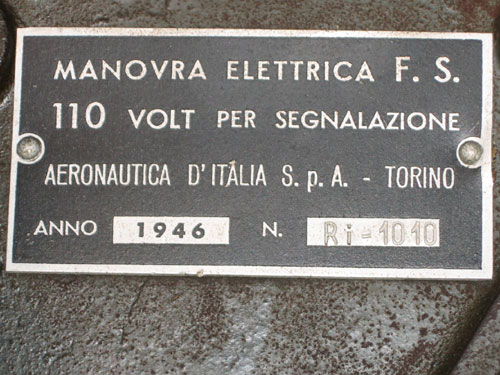 MANOVRA ELETTRICA F. S.
110 VOLT PER SEGNALAZIONE
AERONAUTICA D'ITALIA S.p.A. - TORINO
ANNO 1946 N. Ri-1010